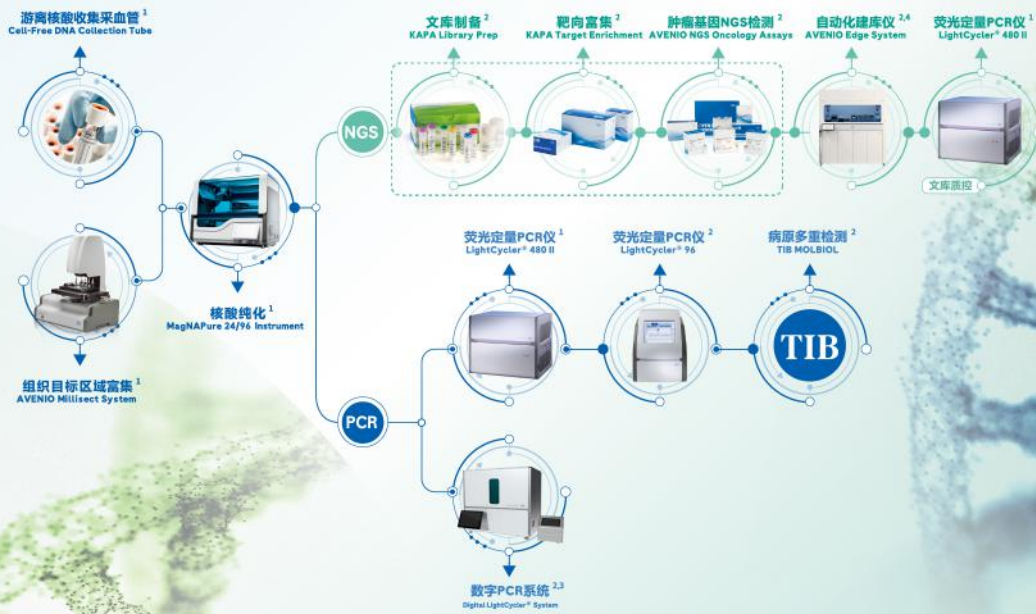 游离核酸收集采血管 1
Cell-Free DNA Collection Tube
文库制备 2
KAPA Library Prep
靶向富集 2
KAPA Target Enrichment
肿瘤基因NGS检测 2
AVENIO NGS Oncology Assays
自动化建库仪 2,4
AVENIO Edge System
荧光定量PCR仪 1
LightCycler® 480 II
NGS
文库质控
核酸纯化 1
MagNAPure 24/96 Instrument
荧光定量PCR仪 1
LightCycler® 480 II
荧光定量PCR仪 2
LightCycler® 96
病原多重检测 2
TIB MOLBIOL
TIB
组织目标区域富集 1
AVENIO Millisect System
PCR
数字PCR系统 2,3
Digital LightCycler® System